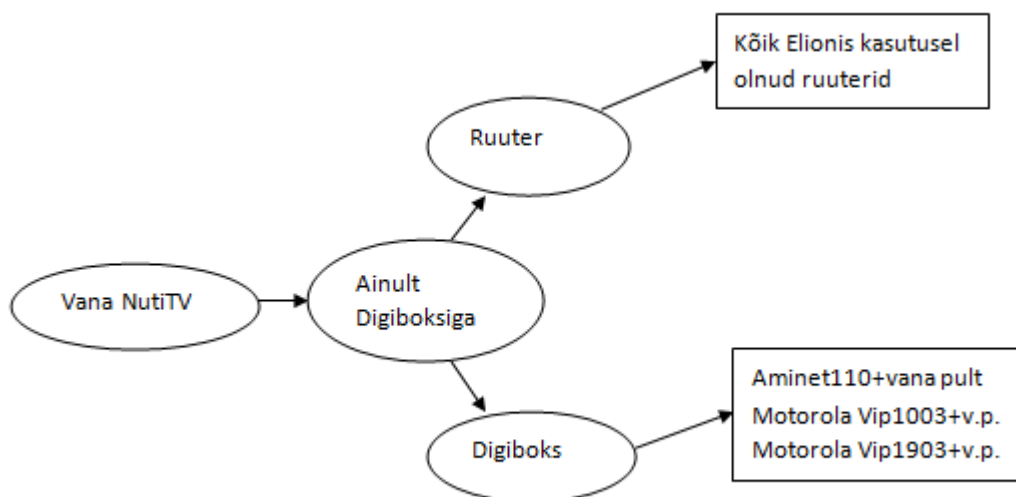 Kõik Elionis kasutusel
olnud ruuterid
Ruuter
Vana NutiTV
Ainult
Digiboksiga
Digiboks
Aminet110+vana pult
Motorola Vip1003+v.p.
Motorola Vip1903+v.p.